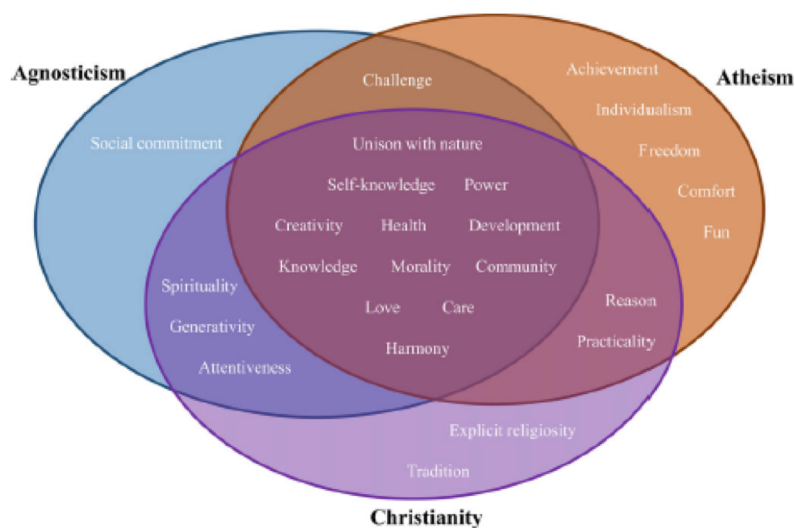 Agnosticism
Atheism
Challenge
Achievement
Individualism
Social commitment
Unison with nature
Freedom
Self-knowledge Power
Comfort
Creativity Health Development
Fun
Knowledge Morality Community
Spirituality
Love Care
Reason
Generativity
Practicality
Harmony
Attentiveness
Explicit religiosity
Tradition
Christianity